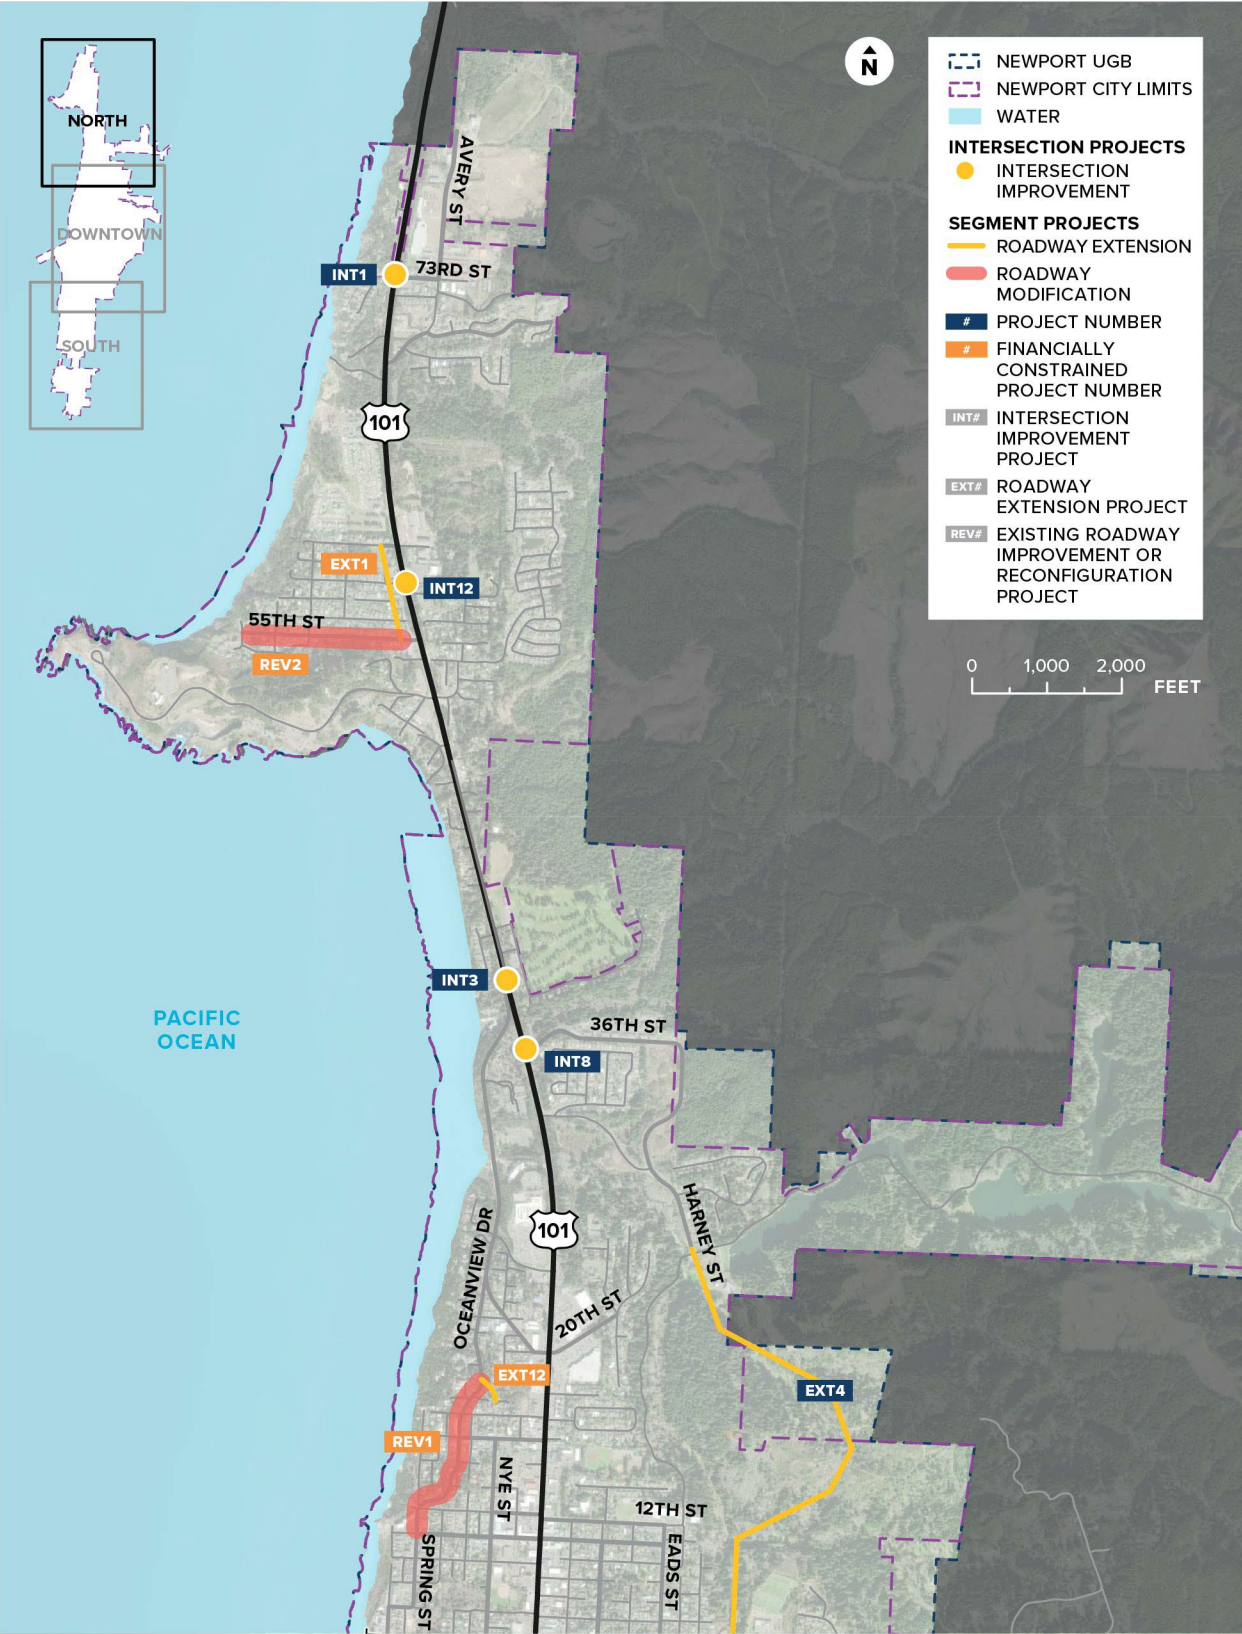 NORTH
DOWNTOWN
SOUTH
N
NEWPORT UGB
NEWPORT CITY LIMITS
WATER
INTERSECTION PROJECTS
INTERSECTION
IMPROVEMENT
SEGMENT PROJECTS
ROADWAY EXTENSION
ROADWAY
MODIFICATION
# PROJECT NUMBER
# FINANCIALLY
CONSTRAINED
PROJECT NUMBER
INT# INTERSECTION
IMPROVEMENT
PROJECT
EXT# ROADWAY
EXTENSION PROJECT
REV# EXISTING ROADWAY
IMPROVEMENT OR
RECONFIGURATION
PROJECT
0 1,000 2,000
FEET
AVERY ST
INT1
73RD ST
101
EXT1
INT12
55TH ST
REV2
INT3
PACIFIC
OCEAN
36TH ST
INT8
HARNEY ST
OCEANVIEW DR
101
20TH ST
EXT12
EXT4
REV1
NYE ST
12TH ST
SPRING ST
EADS ST